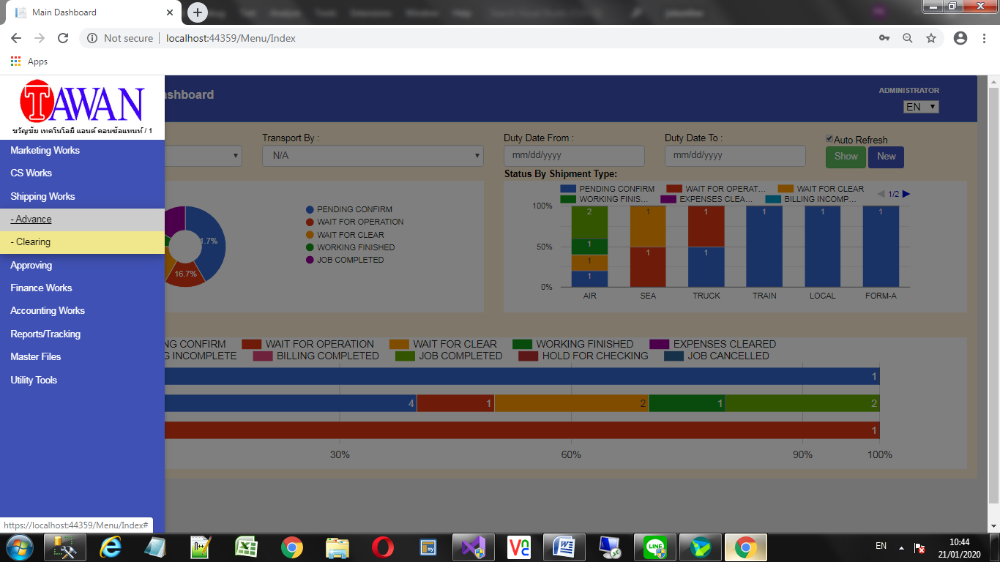 Main Dashboard
Not secure
localhost:44359/Menu/Index
Apps
TAWAN
ขวัญชัย เทคโนโลยี แอนด์ คอนซัลแทนท์ / 1
ashboard
ADMINISTRATOR
EN
Marketing Works
CS Works
Shipping Works
- Advance
- Clearing
Approving
Finance Works
Accounting Works
Reports/Tracking
Master Files
Utility Tools
Transport By :
N/A
Duty Date From :
mm/dd/yyyy
Duty Date To :
mm/dd/yyyy
Auto Refresh
Show
New
1.7%
16.7%
PENDING CONFIRM
WAIT FOR OPERATION
WAIT FOR CLEAR
WORKING FINISHED
JOB COMPLETED
Status By Shipment Type:
PENDING CONFIRM WAIT FOR OPERAT... WAIT FOR CLEAR
WORKING FINIS... EXPENSES CLEA... BILLING INCOMP...
1/2
100%
50%
0%
2 1 1 1 1 1 1
1 1 1
1
1
AIR SEA TRUCK TRAIN LOCAL FORM-A
NG CONFIRM WAIT FOR OPERATION WAIT FOR CLEAR WORKING FINISHED EXPENSES CLEARED
G INCOMPLETE BILLING COMPLETED JOB COMPLETED HOLD FOR CHECKING JOB CANCELLED
1
4 1 2 1 2
1
30% 60% 90% 100%
https://localhost:44359/Menu/Index#
EN
10:44
21/01/2020